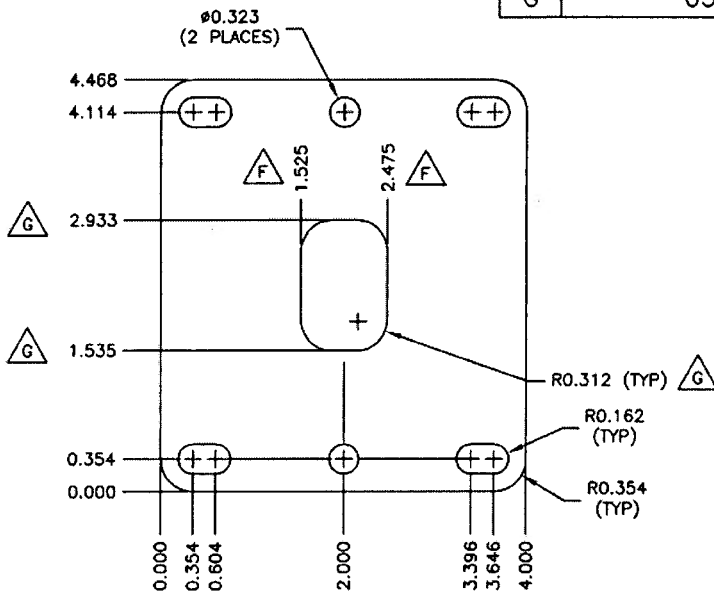 G
ø0.323
(2 PLACES)
4.468
4.114
F
1.525
2.475
F
G
2.933
G
1.535
R0.312 (TYP)
G
R0.162
(TYP)
0.354
0.000
R0.354
(TYP)
0.000
0.354
0.604
2.000
3.396
3.646
4.000